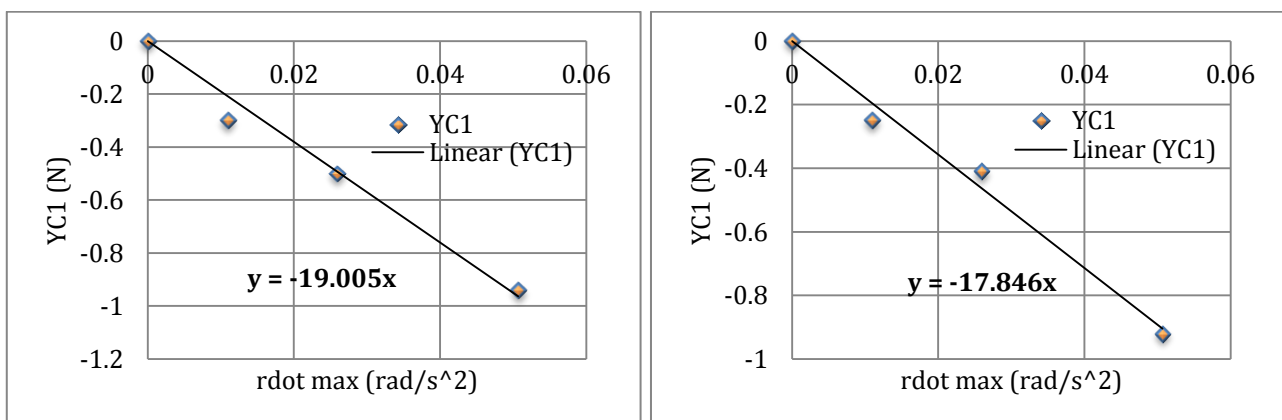 0
0 0.02 0.04 0.06
-0.2
-0.4
-0.6
-0.8
-1
-1.2
YC1 (N)
YC1
Linear (YC1)
y = -19.005x
rdot max (rad/s^2)
0
0 0.02 0.04 0.06
-0.2
-0.4
-0.6
-0.8
-1
YC1 (N)
YC1
Linear (YC1)
y = -17.846x
rdot max (rad/s^2)